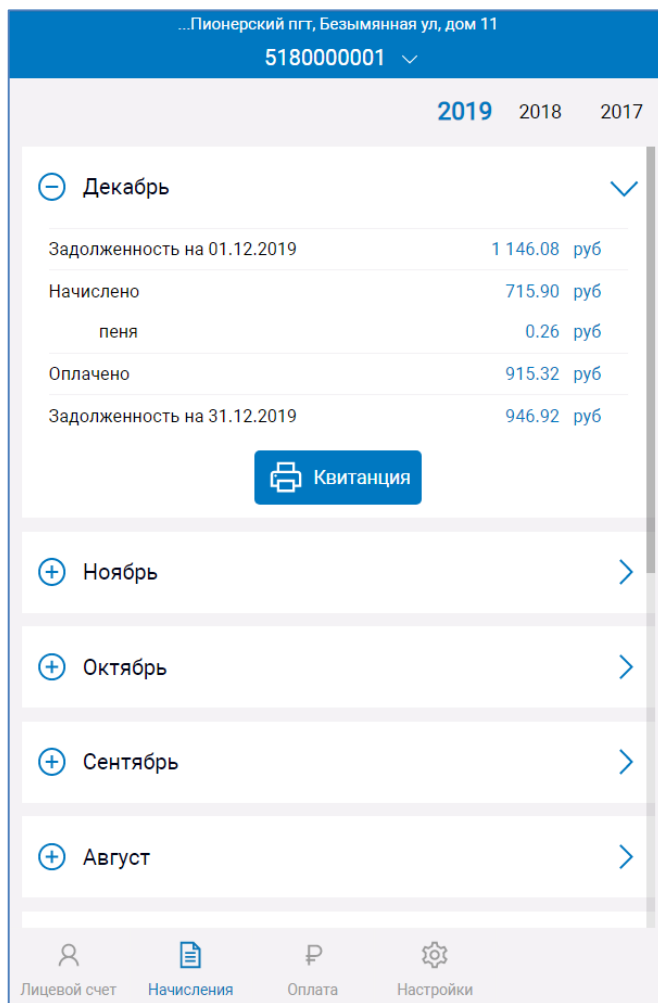 ...Пионерский пгт, Безымянная ул, дом 11
5180000001
2019 2018 2017
Декабрь
Задолженность на 01.12.2019 1 146.08 руб
Начислено 715.90 руб
пеня 0.26 руб
Оплачено 915.32 руб
Задолженность на 31.12.2019 946.92 руб
Квитанция
Ноябрь
Октябрь
Сентябрь
Август
Лицевой счет Начисления Оплата Настройки